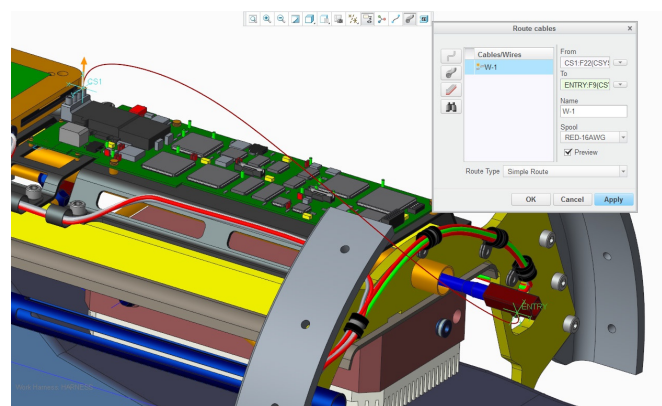 Route cables
×
Cables/Wires
W-1
From
CS1:F22(CSYS
To
ENTRY:F9(CS
Name
W-1
Spool
RED-16AWG
Preview
Route Type Simple Route
OK Cancel Apply
CS1
ENTRY